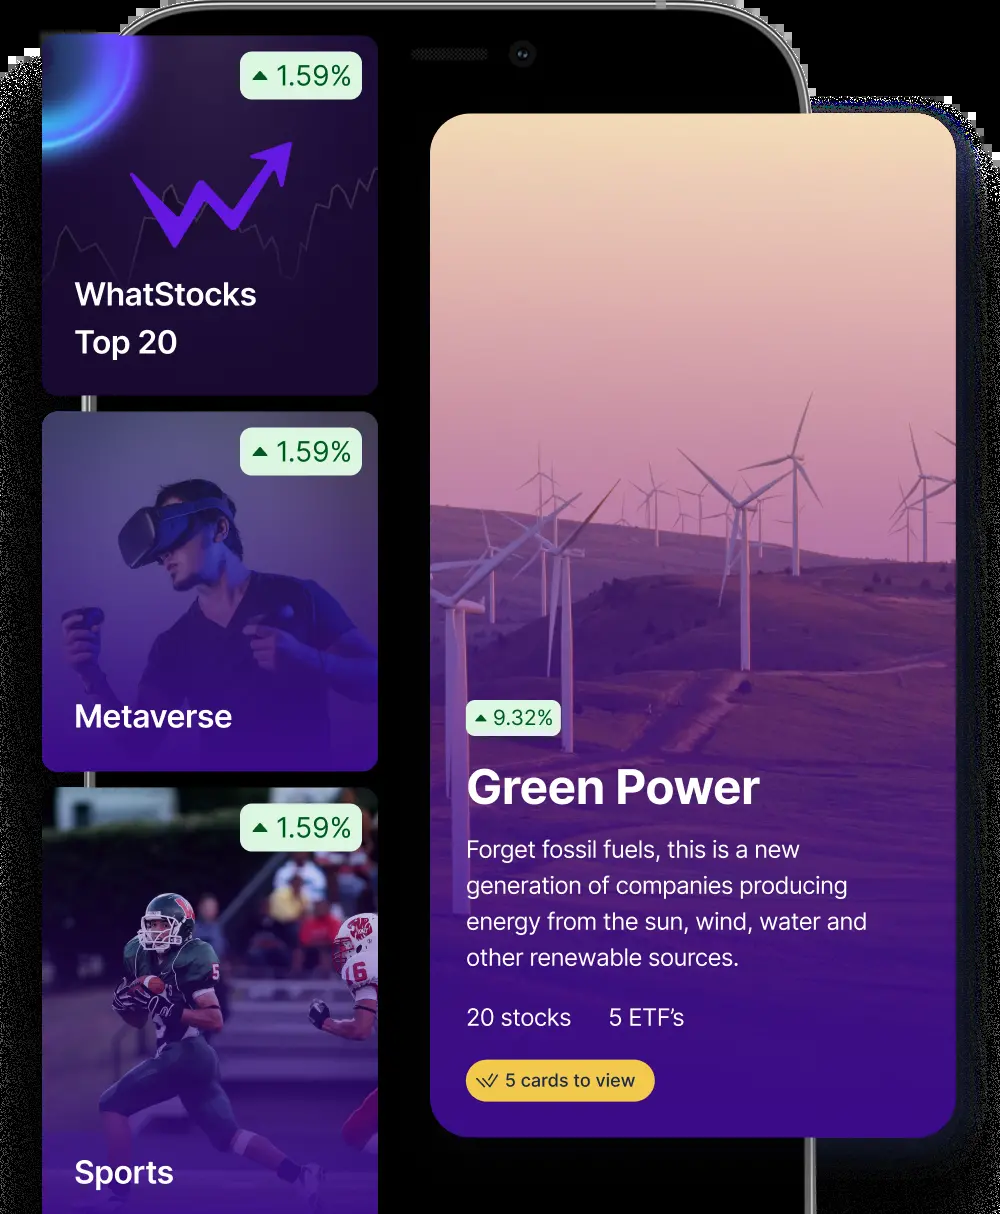 1.59%
WhatStocks
Top 20
1.59%
Metaverse
1.59%
5
6
Sports
9.32%
Green Power
Forget fossil fuels, this is a new
generation of companies producing
energy from the sun, wind, water and
other renewable sources.
20 stocks 5 ETF’s
5 cards to view